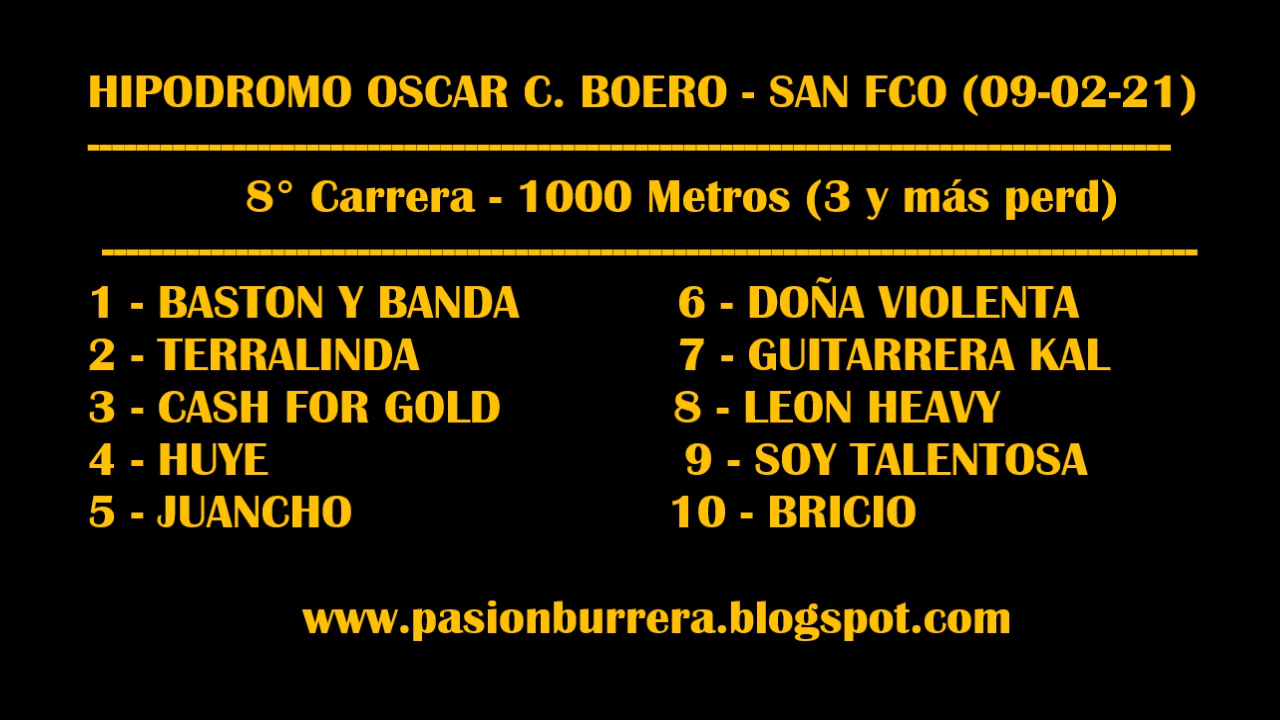 HIPODROMO OSCAR C. BOERO - SAN FCO (09-02-21)
------------------------------------------------------------------------------------------
8° Carrera - 1000 Metros (3 y más perd)
-------------------------------------------------------------------------------------------
1 - BASTON Y BANDA 6 - DOÑA VIOLENTA
2 - TERRALINDA 7 - GUITARRERA KAL
3 - CASH FOR GOLD 8 - LEON HEAVY
4 - HUYE 9 - SOY TALENTOSA
5 - JUANCHO 10 - BRICIO
www.pasionburrera.blogspot.com